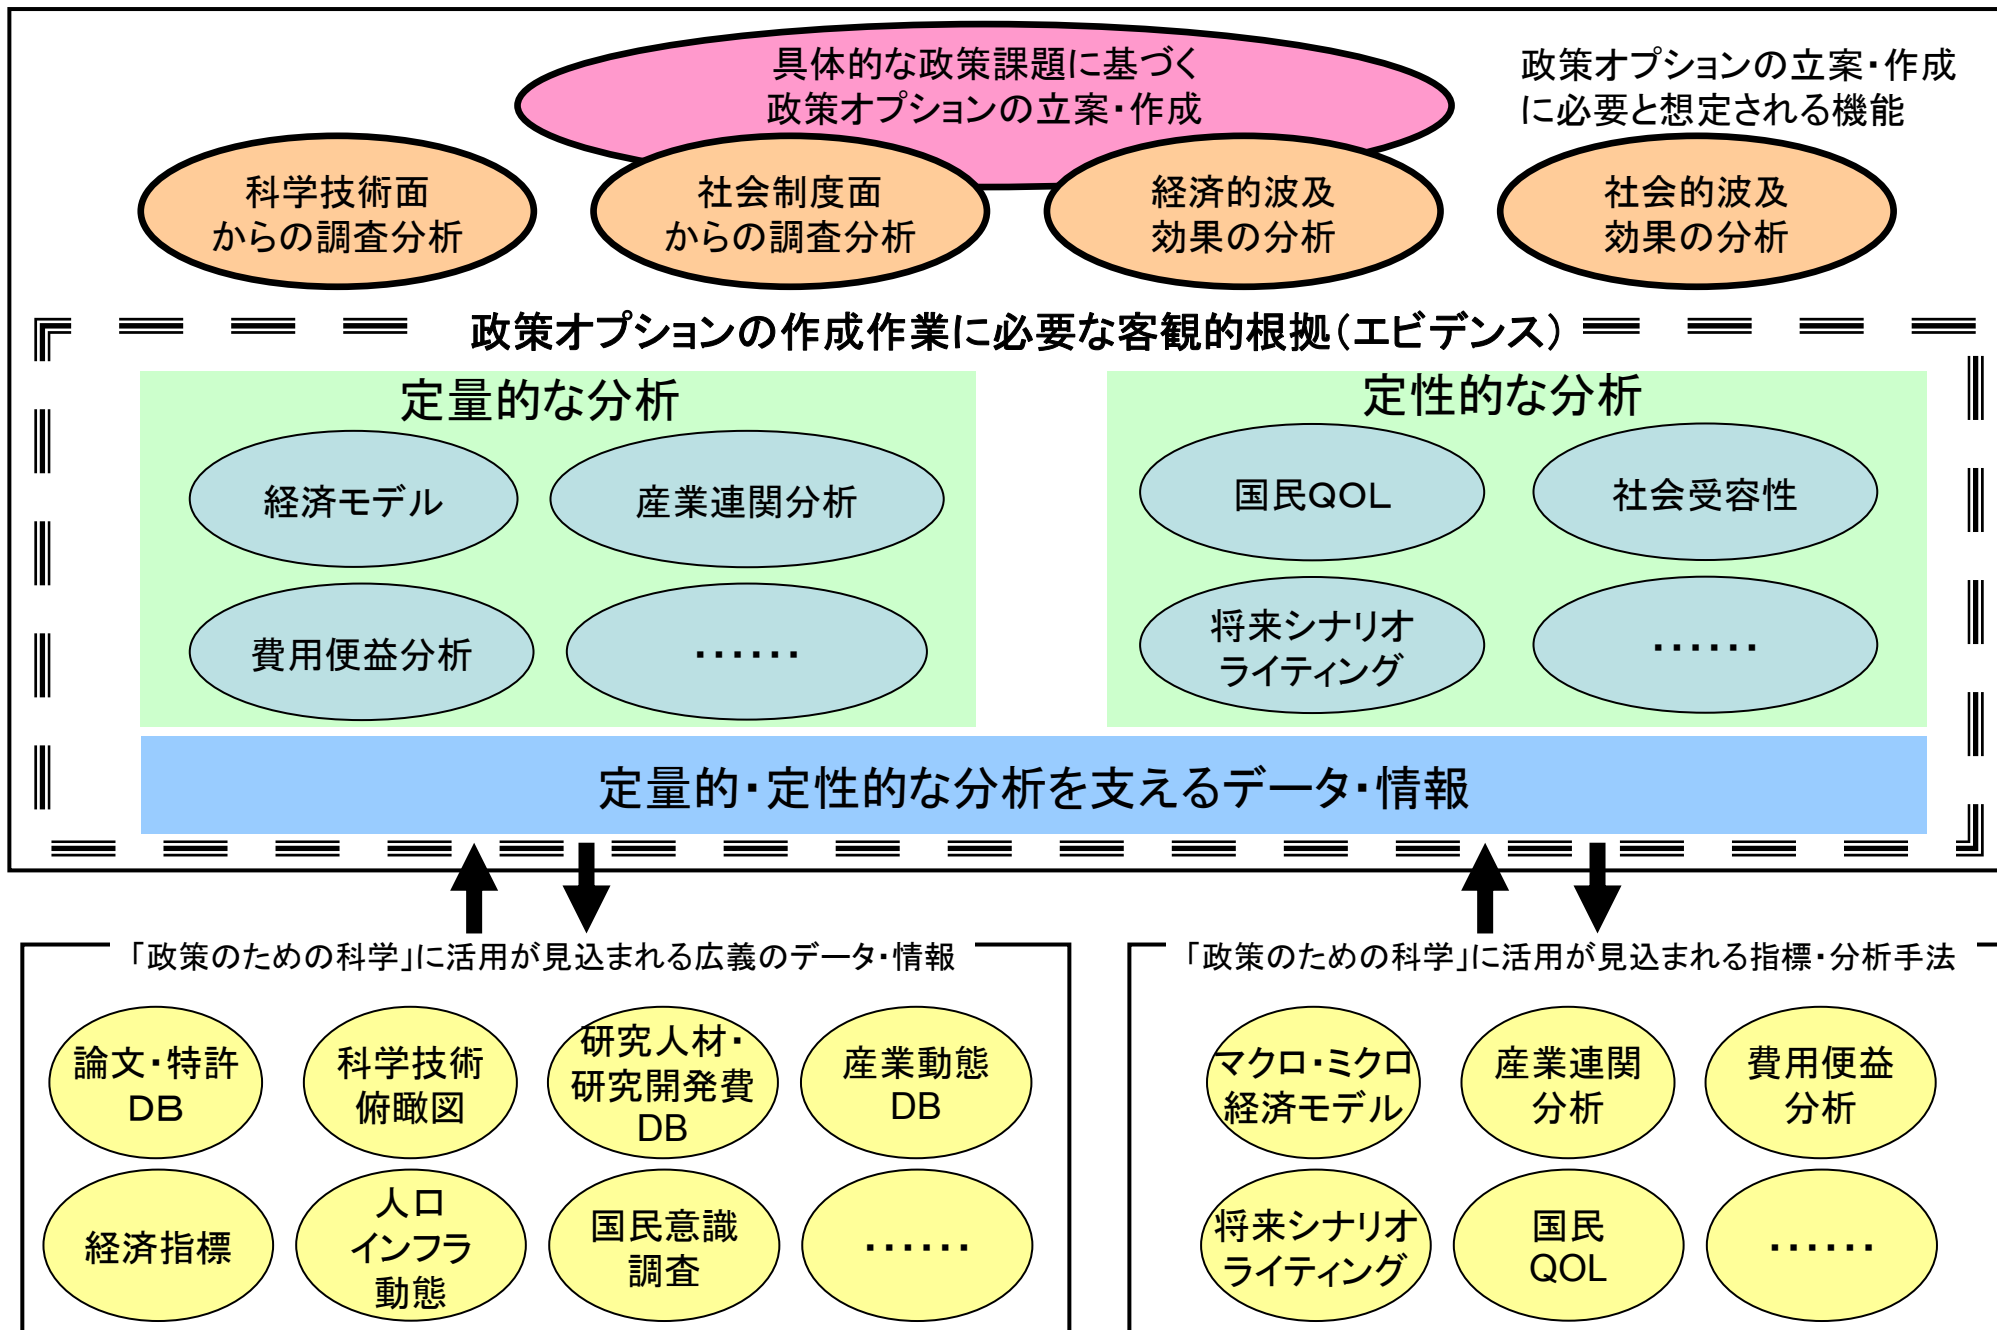 具体的な政策課題に基づく
政策オプションの立案・作成
政策オプションの立案・作成
に必要と想定される機能
科学技術面
からの調査分析
社会制度面
からの調査分析
経済的波及
効果の分析
社会的波及
効果の分析
政策オプションの作成作業に必要な客観的根拠（エビデンス）
定量的な分析
経済モデル
産業連関分析
費用便益分析
・・・・・・
定性的な分析
国民QOL
社会受容性
将来シナリオ
ライティング
・・・・・・
定量的・定性的な分析を支えるデータ・情報
「政策のための科学」に活用が見込まれる広義のデータ・情報
論文・特許
DB
科学技術
俯瞰図
研究人材・
研究開発費
DB
産業動態
DB
経済指標
人口
インフラ
動態
国民意識
調査
・・・・・・
「政策のための科学」に活用が見込まれる指標・分析手法
マクロ・ミクロ
経済モデル
産業連関
分析
費用便益
分析
将来シナリオ
ライティング
国民
QOL
・・・・・・